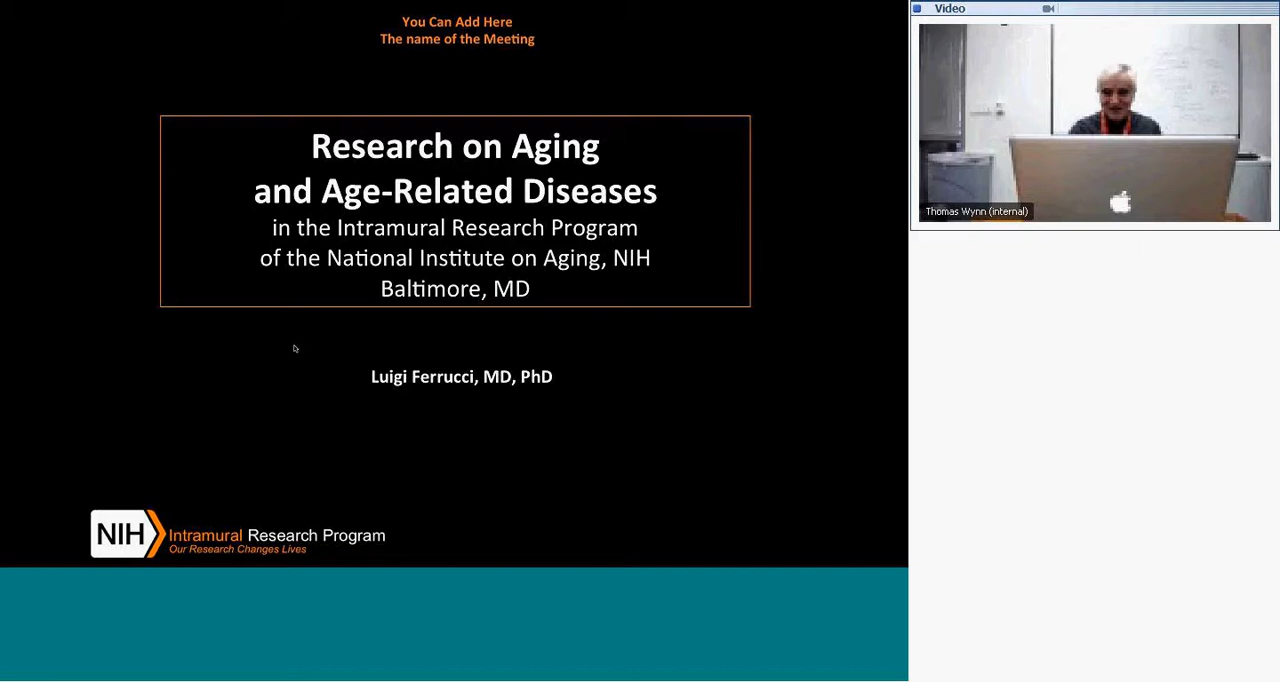 You Can Add Here
The name of the Meeting
Research on Aging
and Age-Related Diseases
in the Intramural Research Program
of the National Institute on Aging, NIH
Baltimore, MD
Luigi Ferrucci, MD, PhD
NIH
Intramural Research Program
Our Research Changes Lives
Video
Thomas Wynn (internal)